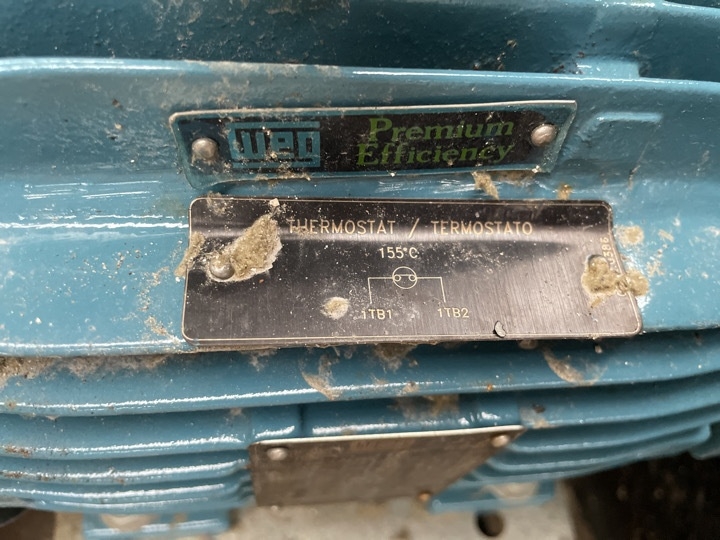 WEG
Premium
Efficiency
THERMOSTAT / TERMOSTATO
155°C
1TB1 1TB2